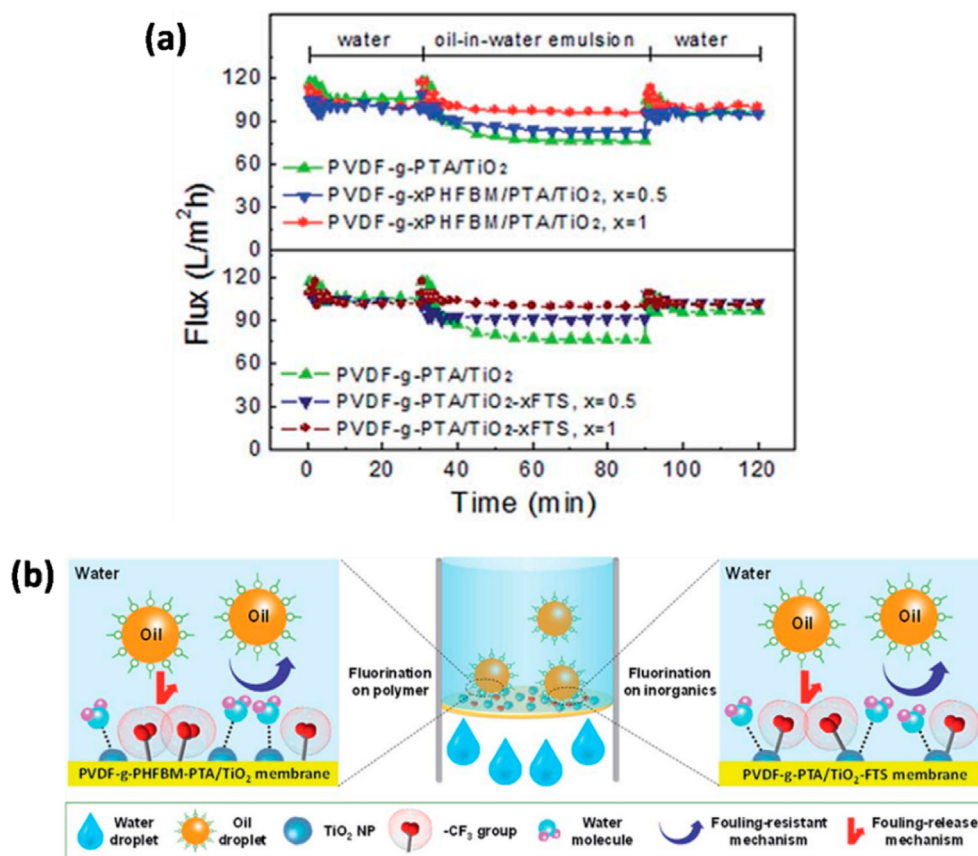 (a)
water oil-in-water emulsion water
120
90
60
30
0
PVDF-g-PTA/TiO₂
PVDF-g-xPHFBM/PTA/TiO₂, x=0.5
PVDF-g-xPHFBM/PTA/TiO₂, x=1
Flux (L/m²h)
120
90
60
30
0
PVDF-g-PTA/TiO₂
PVDF-g-PTA/TiO₂-xFTS, x=0.5
PVDF-g-PTA/TiO₂-xFTS, x=1
0 20 40 60 80 100 120
Time (min)
(b)
Water
Oil
Oil
PVDF-g-PHFBM-PTA/TiO₂ membrane
Fluorination
on polymer
Fluorination
on inorganics
Water
Oil
Oil
PVDF-g-PTA/TiO₂-FTS membrane
Water
droplet
Oil
droplet
TiO₂ NP
-CF₃ group
Water
molecule
Fouling-resistant
mechanism
Fouling-release
mechanism